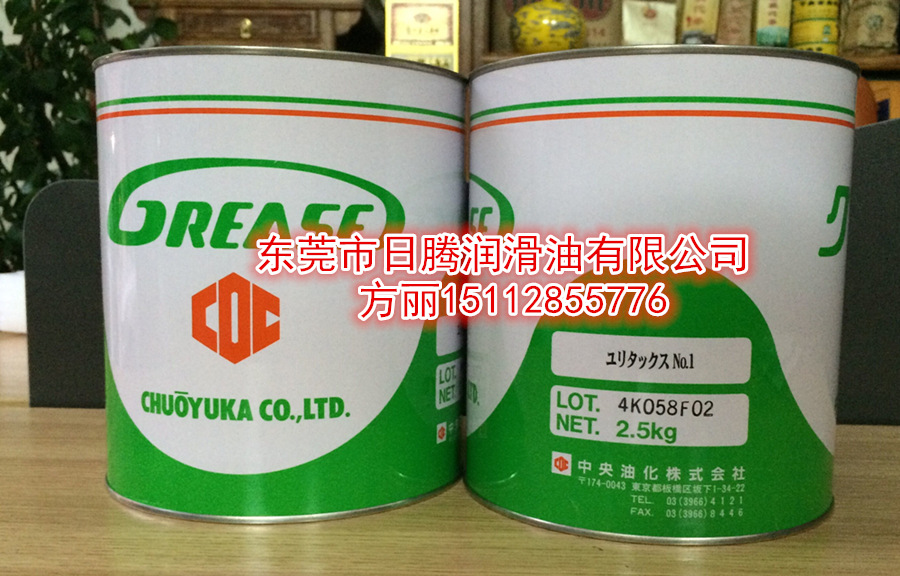 GREASE
東莞市日腾润滑油有限公司
方丽15112855776
COC
CHUŌYUKA CO.,LTD.
LOT.
NET.
ユリタックス No.1
LOT. 4K058F02
NET. 2.5kg
中央油化株式会社
〒174-0043 東京都板橋区坂下1-34-22
TEL. 03(3966)4121
FAX. 03(3966)8446